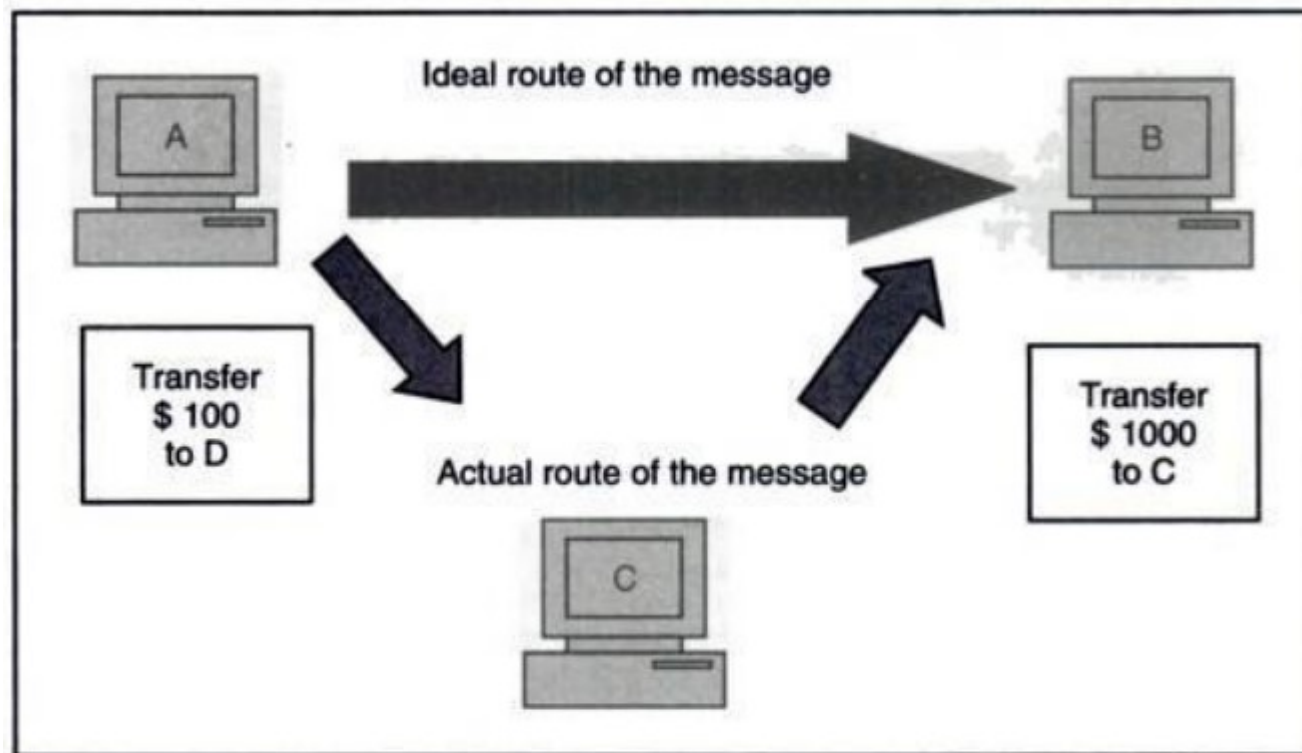 Ideal route of the message
A
B
Transfer
$ 100
to D
Transfer
$ 1000
to C
Actual route of the message
C